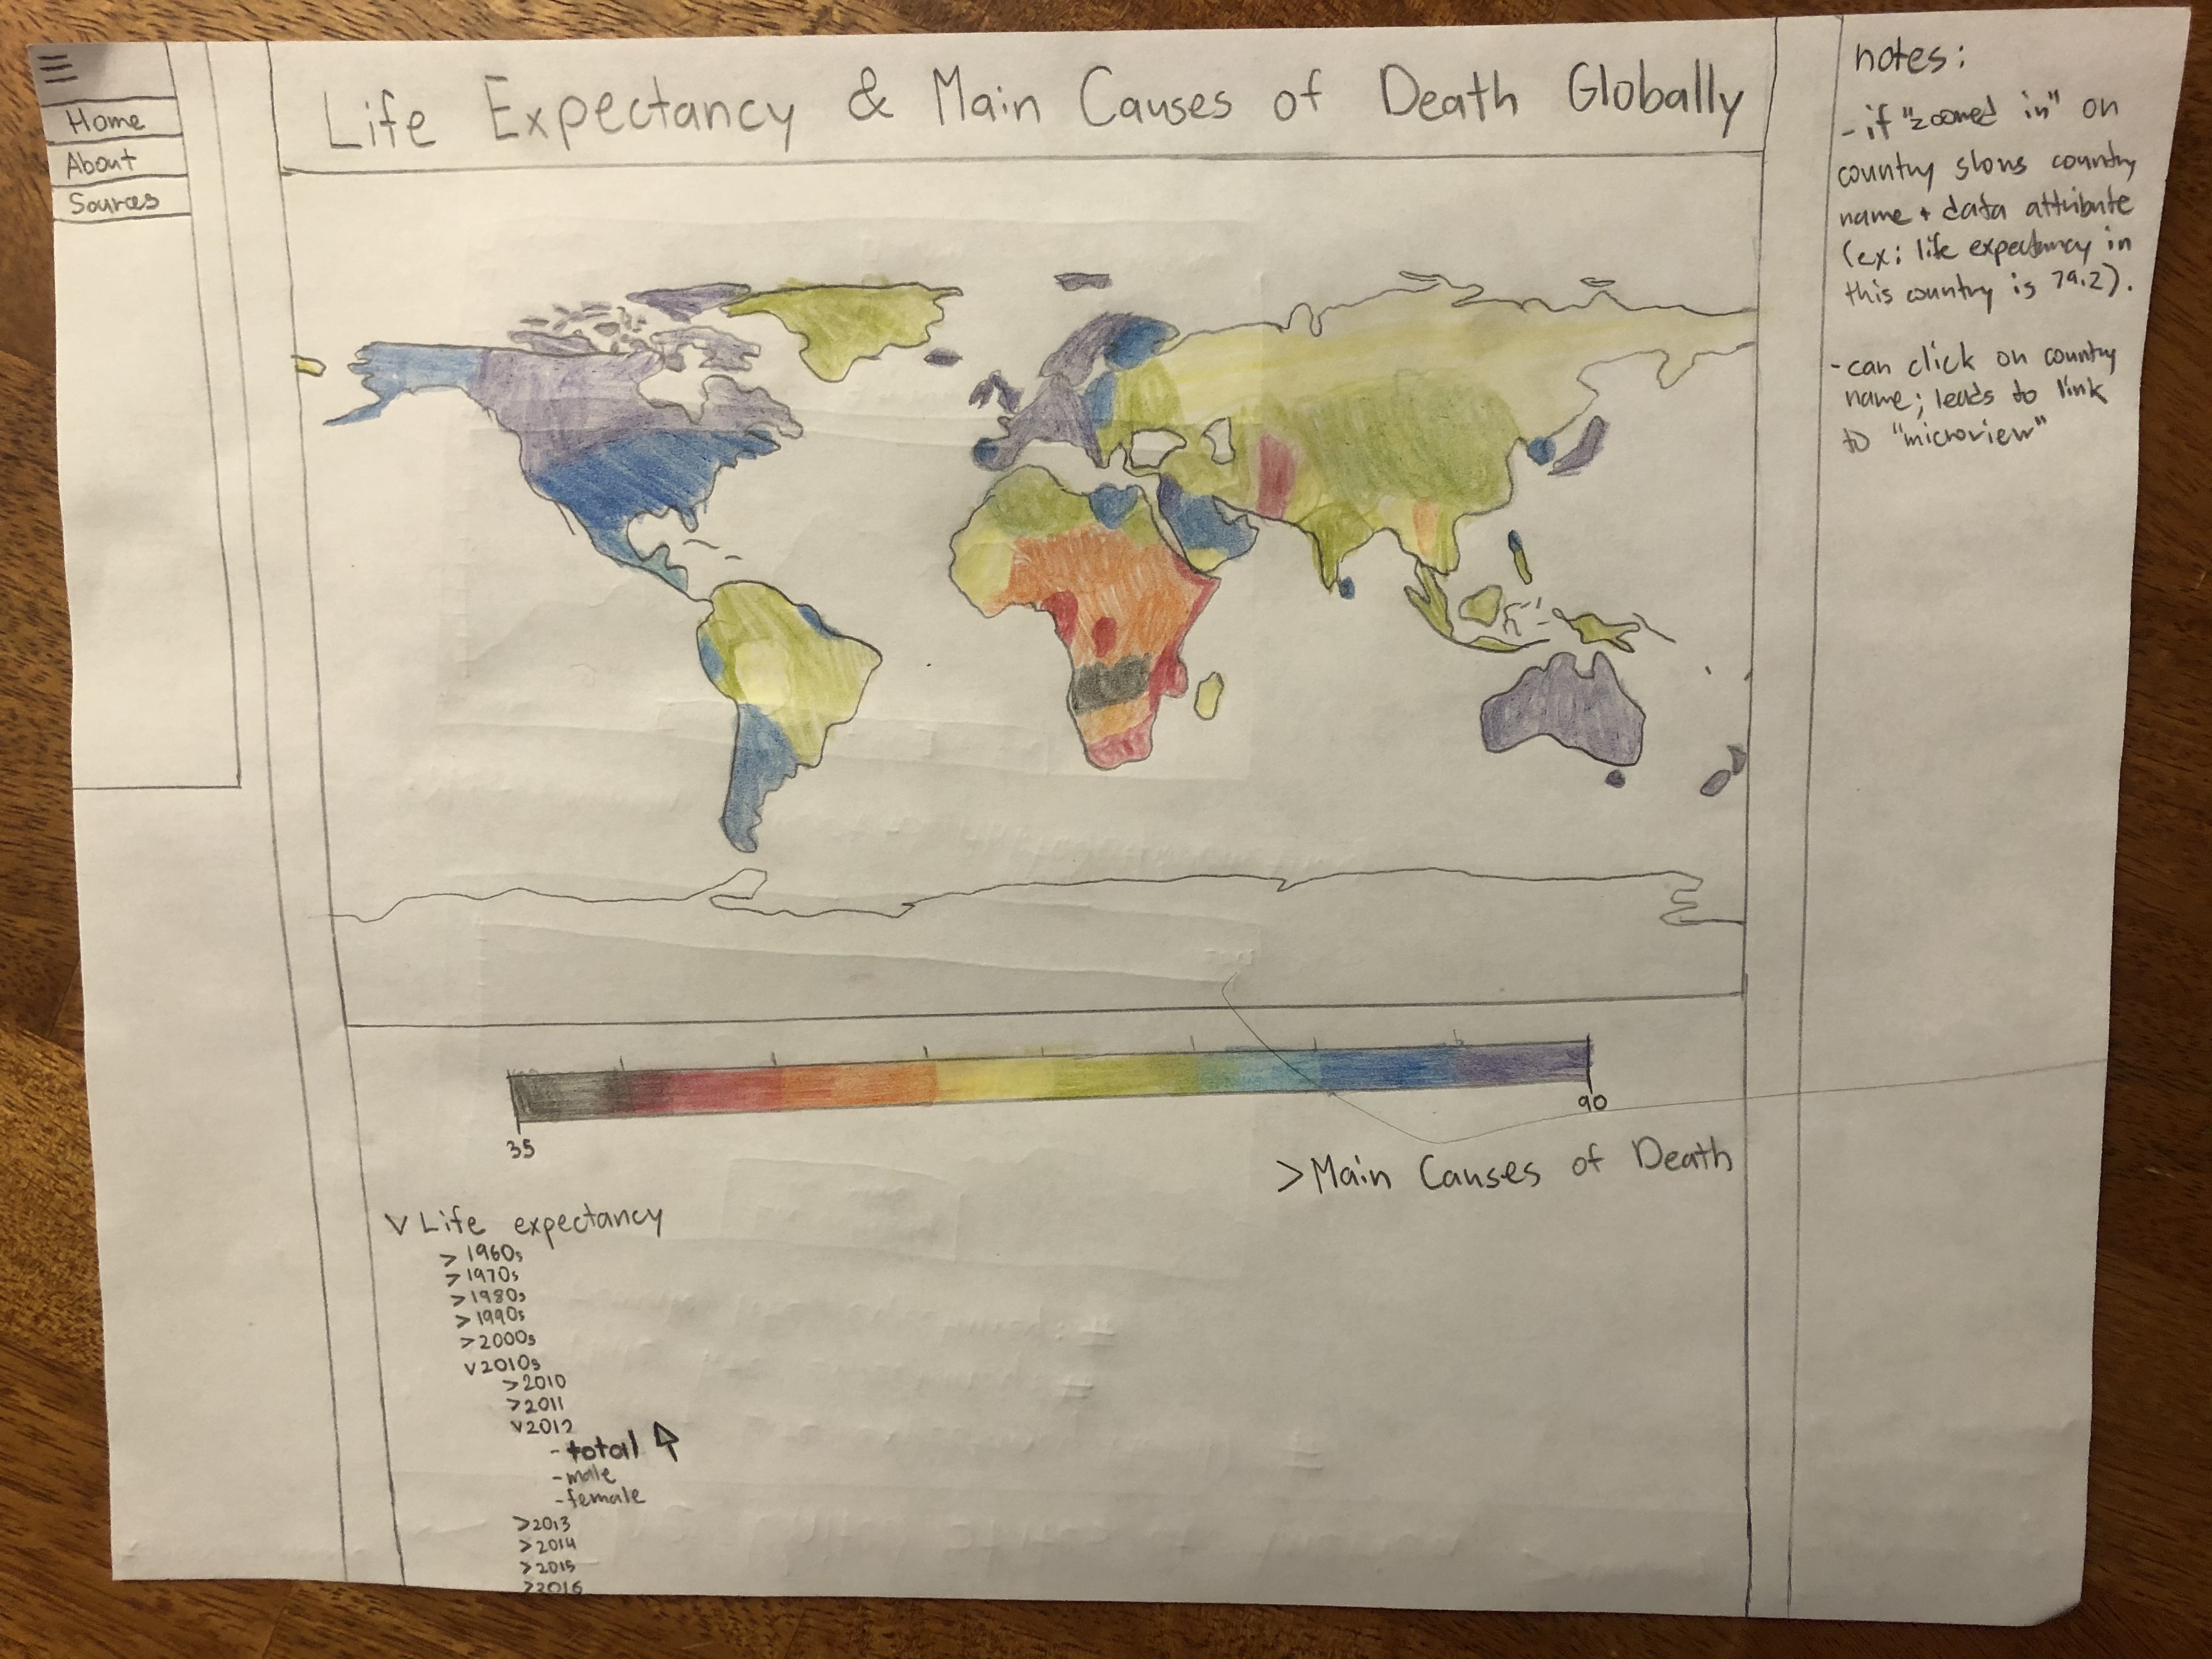 Home
About
Sources
Life Expectancy & Main Causes of Death Globally
notes:
- if "zoomed in" on
country shows country
name + data attribute
(ex: life expectancy in
this country is 79.2).
- can click on country
name; leads to link
to "microview"
35
90
> Main Causes of Death
v Life expectancy
> 1960s
> 1970s
> 1980s
> 1990s
> 2000s
v 2010s
> 2010
> 2011
v 2012
- total
- male
- female
> 2013
> 2014
> 2015
> 2016